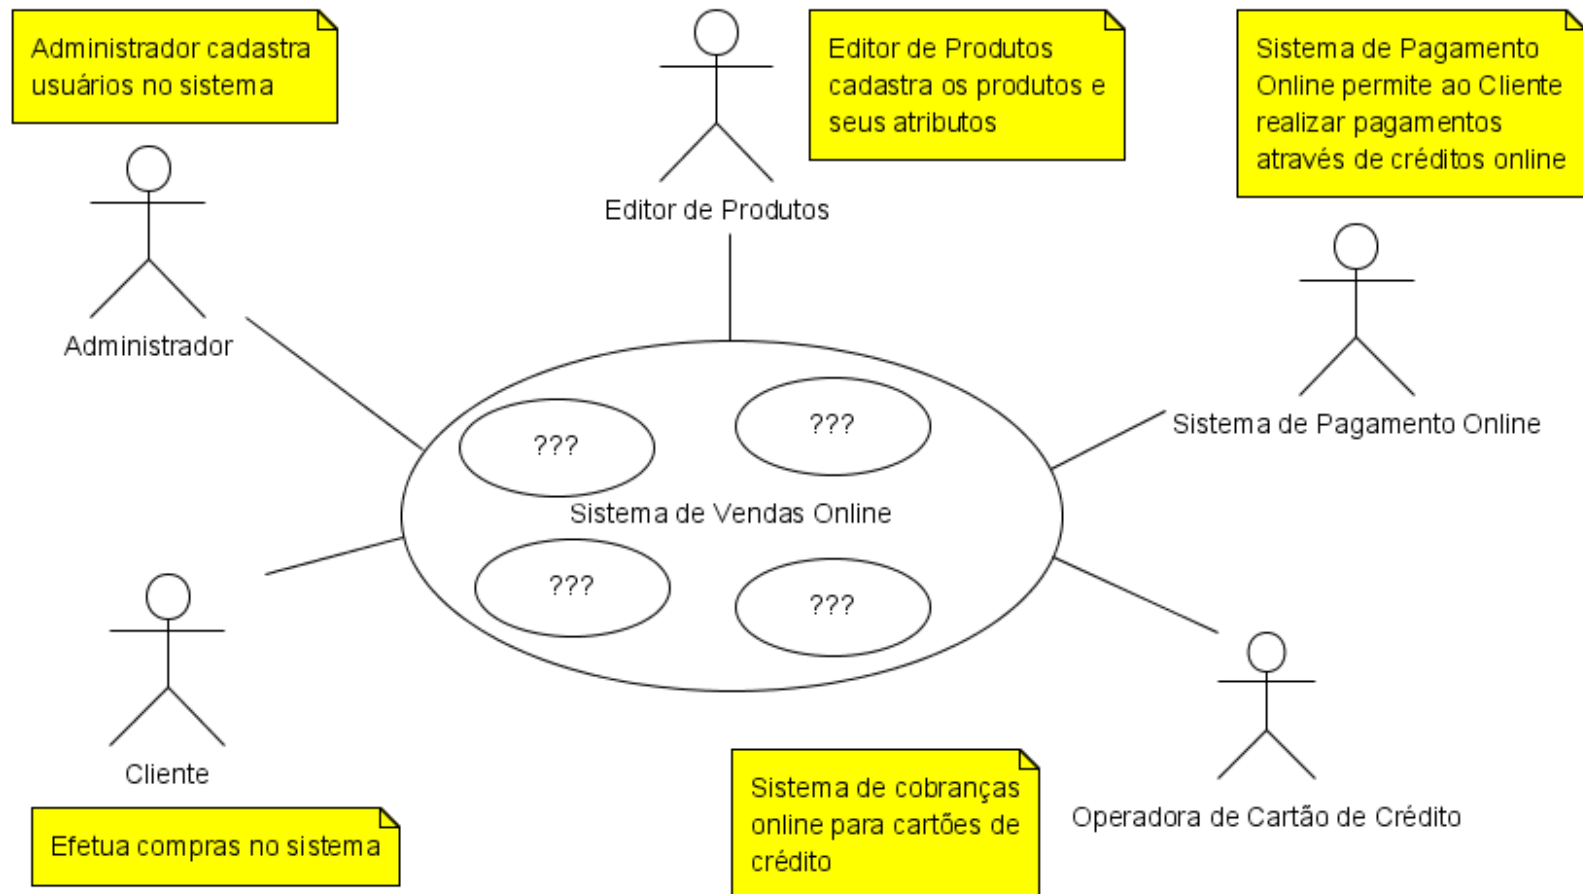 Administrador cadastra
usuários no sistema
Editor de Produtos
cadastra os produtos e
seus atributos
Sistema de Pagamento
Online permite ao Cliente
realizar pagamentos
através de créditos online
Editor de Produtos
Administrador
Sistema de Pagamento Online
???
???
Sistema de Vendas Online
???
???
Cliente
Efetua compras no sistema
Sistema de cobranças
online para cartões de
crédito
Operadora de Cartão de Crédito